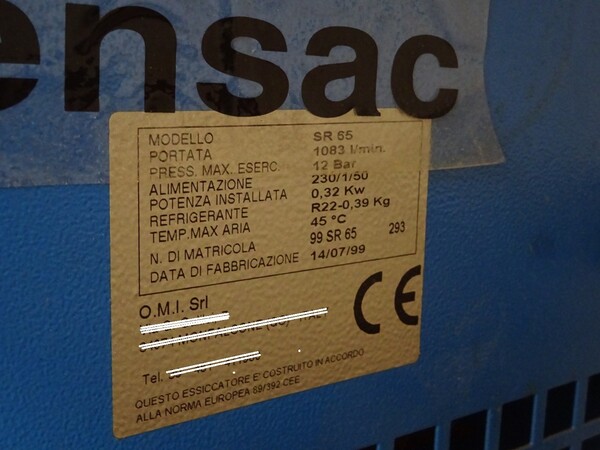 ensac
MODELLO SR 65
PORTATA 1083 l/min.
PRESS. MAX. ESERC. 12 Bar
ALIMENTAZIONE 230/1/50
POTENZA INSTALLATA 0,32 Kw
REFRIGERANTE R22-0,39 Kg
TEMP.MAX ARIA 45 °C
N. DI MATRICOLA 99 SR 65 293
DATA DI FABBRICAZIONE 14/07/99
O.M.I. Srl
CE
Tel.
QUESTO ESSICCATORE E' COSTRUITO IN ACCORDO
ALLA NORMA EUROPEA 89/392 CEE